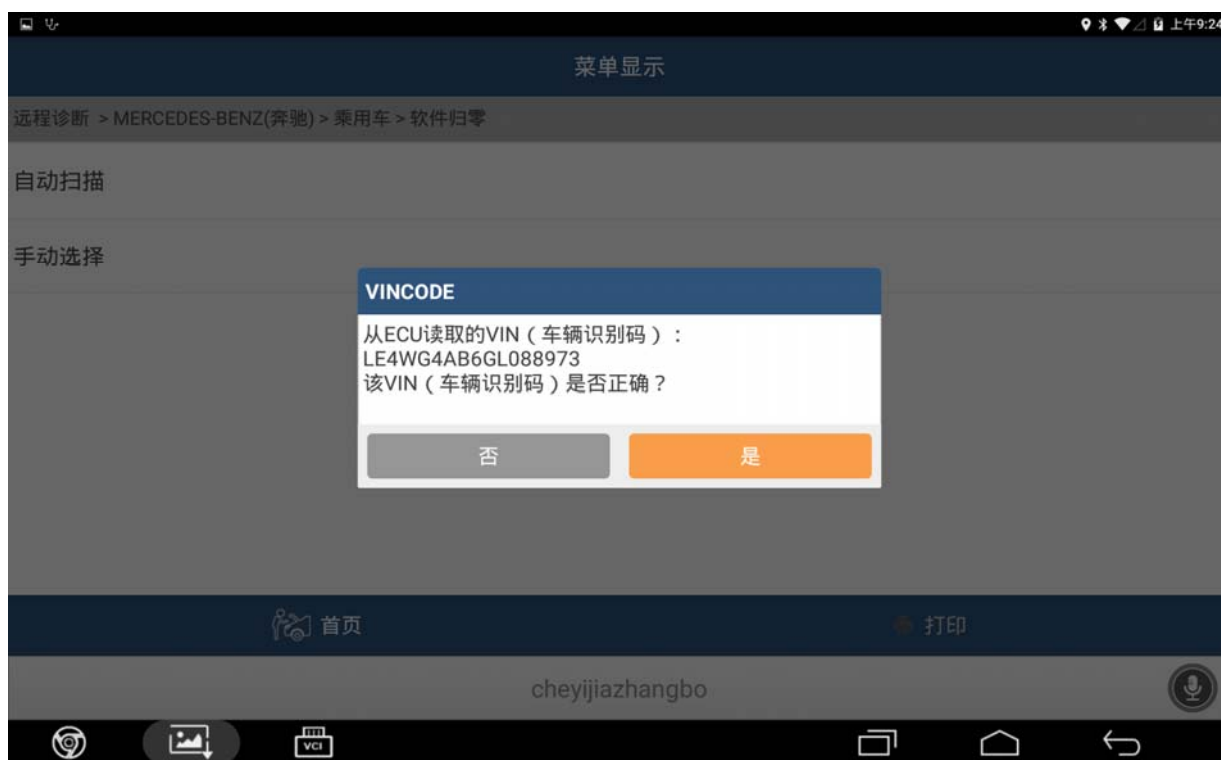 上午9:24
菜单显示
远程诊断 > MERCEDES-BENZ(奔驰) > 乘用车 > 软件归零
自动扫描
手动选择
VINCODE
从ECU读取的VIN（车辆识别码）：
LE4WG4AB6GL088973
该VIN（车辆识别码）是否正确？
否 是
首页 打印
cheyijiazhangbo
VCI